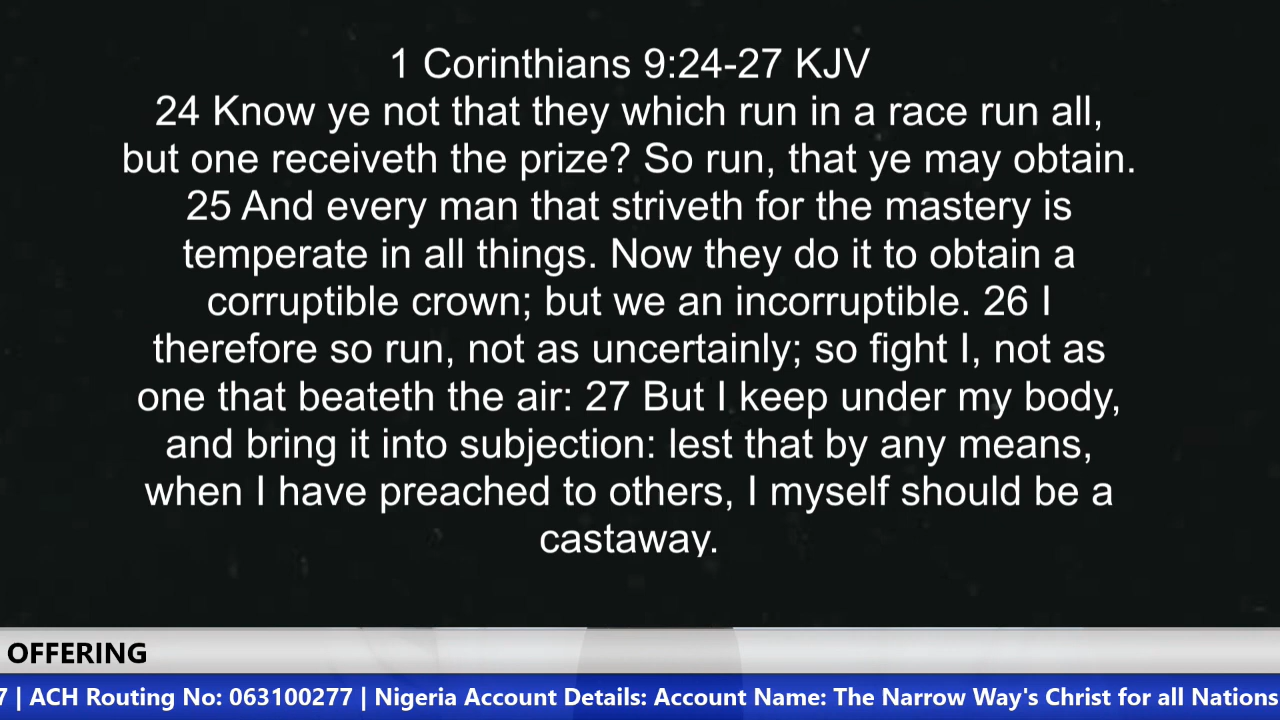 1 Corinthians 9:24-27 KJV
24 Know ye not that they which run in a race run all,
but one receiveth the prize? So run, that ye may obtain.
25 And every man that striveth for the mastery is
temperate in all things. Now they do it to obtain a
corruptible crown; but we an incorruptible. 26 I
therefore so run, not as uncertainly; so fight I, not as
one that beateth the air: 27 But I keep under my body,
and bring it into subjection: lest that by any means,
when I have preached to others, I myself should be a
castaway.
OFFERING
7 | ACH Routing No: 063100277 | Nigeria Account Details: Account Name: The Narrow Way's Christ for all Nations